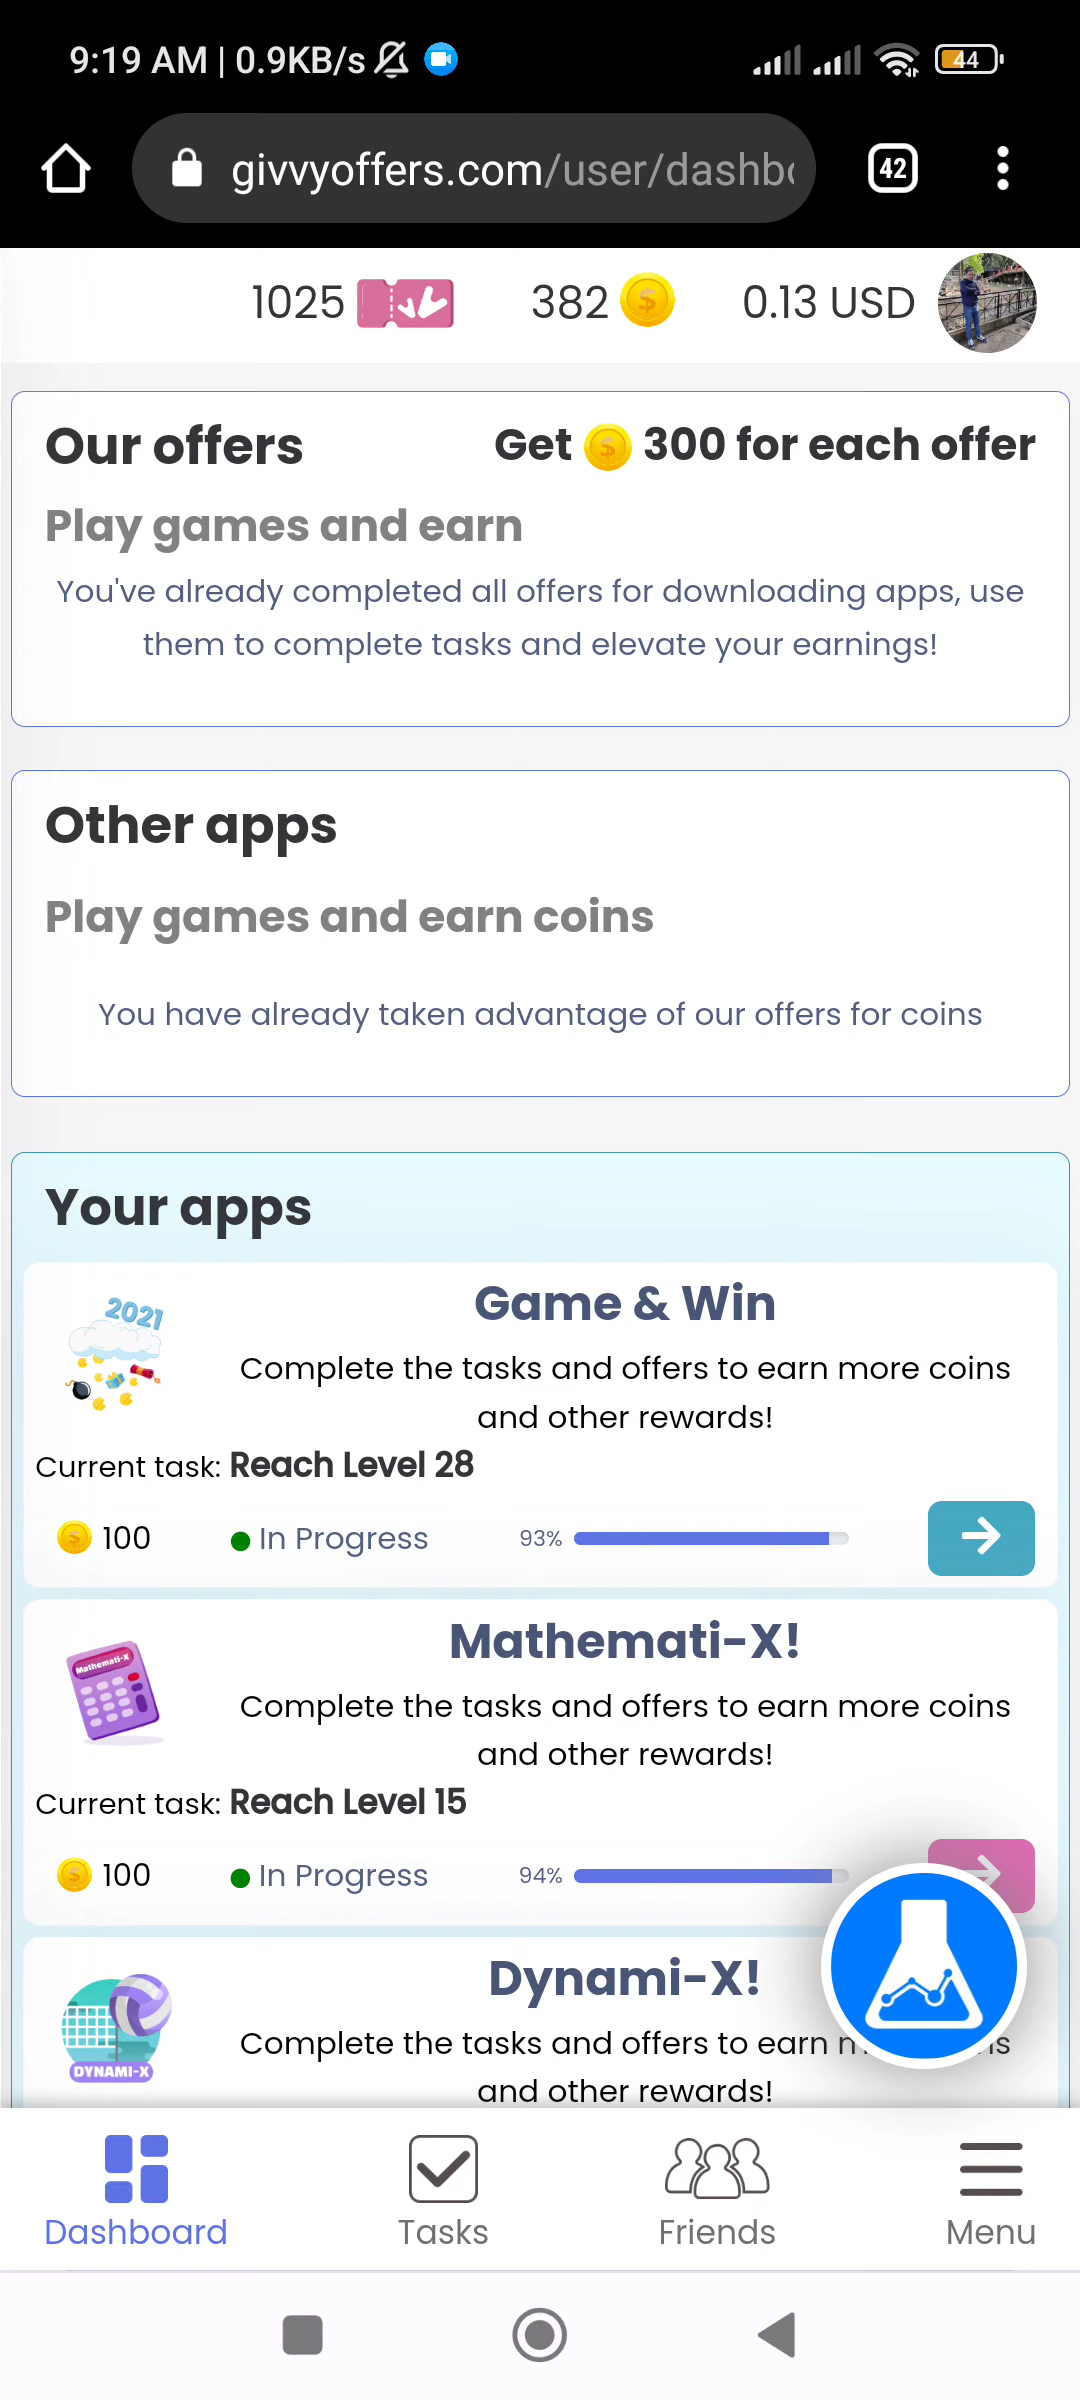 9:19 AM | 0.9KB/s
44
givvyoffers.com/user/dashbo
42
1025
382
0.13 USD
Our offers
Get 300 for each offer
Play games and earn
You've already completed all offers for downloading apps, use
them to complete tasks and elevate your earnings!
Other apps
Play games and earn coins
You have already taken advantage of our offers for coins
Your apps
2021
Game & Win
Complete the tasks and offers to earn more coins
and other rewards!
Current task: Reach Level 28
100
In Progress
93%
Mathemati-X
Mathemati-X!
Complete the tasks and offers to earn more coins
and other rewards!
Current task: Reach Level 15
100
In Progress
94%
DYNAMI-X
Dynami-X!
Complete the tasks and offers to earn
and other rewards!
Dashboard
Tasks
Friends
Menu